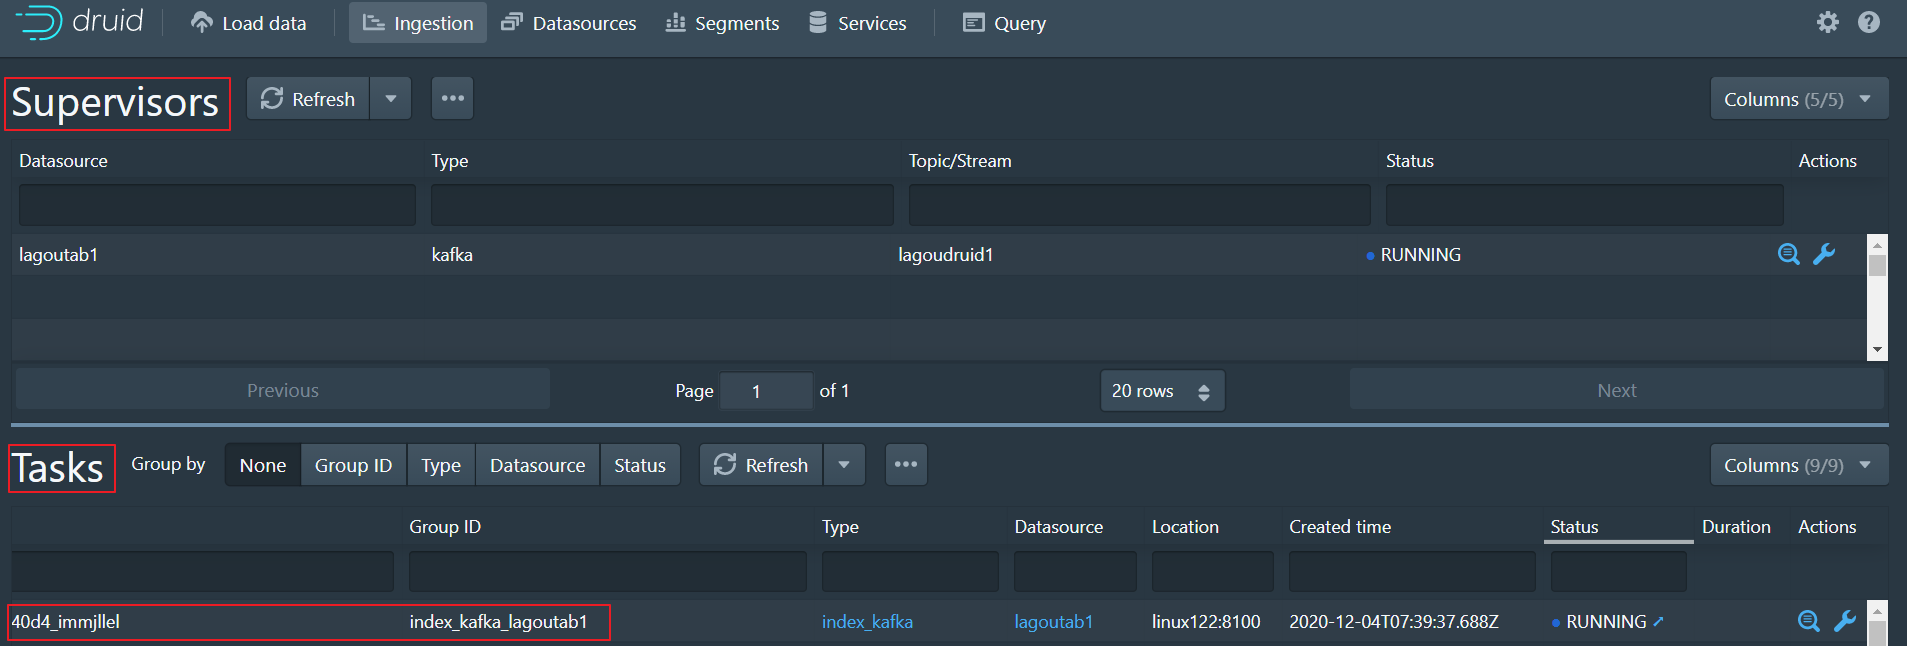 druid Load data Ingestion Datasources Segments Services Query
Supervisors Refresh Columns (5/5)
Datasource Type Topic/Stream Status Actions
lagoutab1 kafka lagoudruid1 RUNNING
Previous Page 1 of 1 20 rows Next
Tasks Group by None Group ID Type Datasource Status Refresh Columns (9/9)
Group ID Type Datasource Location Created time Status Duration Actions
40d4_immjllel index_kafka_lagoutab1 index_kafka lagoutab1 linux122:8100 2020-12-04T07:39:37.688Z RUNNING